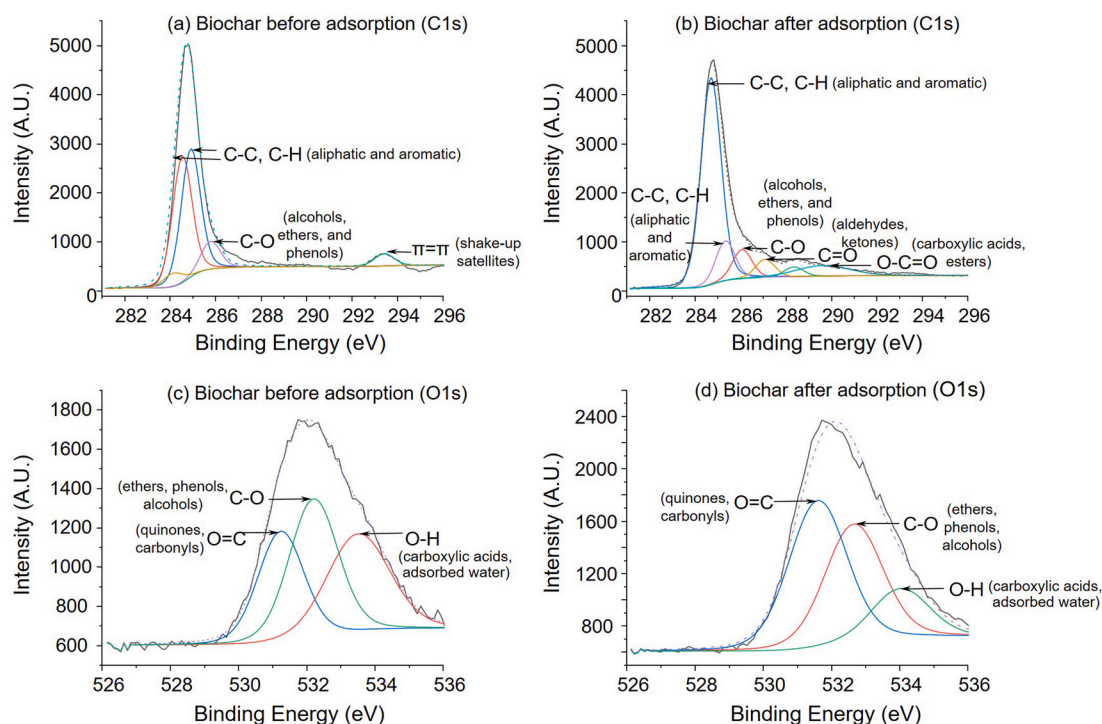 (a) Biochar before adsorption (C1s)
5000
4000
3000
2000
1000
0
Intensity (A.U.)
C-C, C-H (aliphatic and aromatic)
(alcohols,
ethers, and
phenols)
C-O
π=π (shake-up
satellites)
282 284 286 288 290 292 294 296
Binding Energy (eV)
(b) Biochar after adsorption (C1s)
5000
4000
3000
2000
1000
0
Intensity (A.U.)
C-C, C-H (aliphatic and aromatic)
C-C, C-H
(aliphatic
and
aromatic)
(alcohols,
ethers, and
phenols)
C-O
(aldehydes,
ketones)
C=O
(carboxylic acids,
esters)
O-C=O
282 284 286 288 290 292 294 296
Binding Energy (eV)
(c) Biochar before adsorption (O1s)
1800
1600
1400
1200
1000
800
600
Intensity (A.U.)
(ethers, phenols,
alcohols)
C-O
(quinones,
carbonyls)
O=C
O-H
(carboxylic acids,
adsorbed water)
526 528 530 532 534 536
Binding Energy (eV)
(d) Biochar after adsorption (O1s)
2400
2000
1600
1200
800
Intensity (A.U.)
(quinones,
carbonyls)
O=C
C-O
(ethers,
phenols,
alcohols)
O-H (carboxylic acids,
adsorbed water)
526 528 530 532 534 536
Binding Energy (eV)